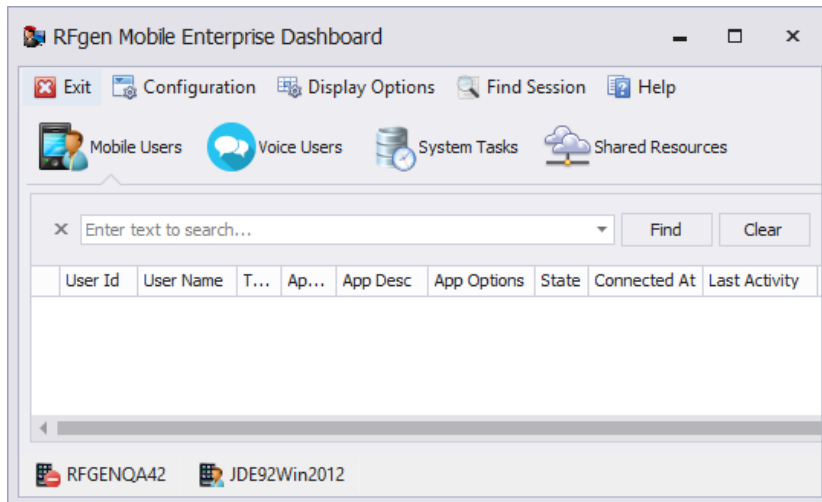 RFgen Mobile Enterprise Dashboard
Exit Configuration Display Options Find Session Help
Mobile Users Voice Users System Tasks Shared Resources
Enter text to search... Find Clear
User Id User Name T... Ap... App Desc App Options State Connected At Last Activity
RFGENQA42 JDE92Win2012